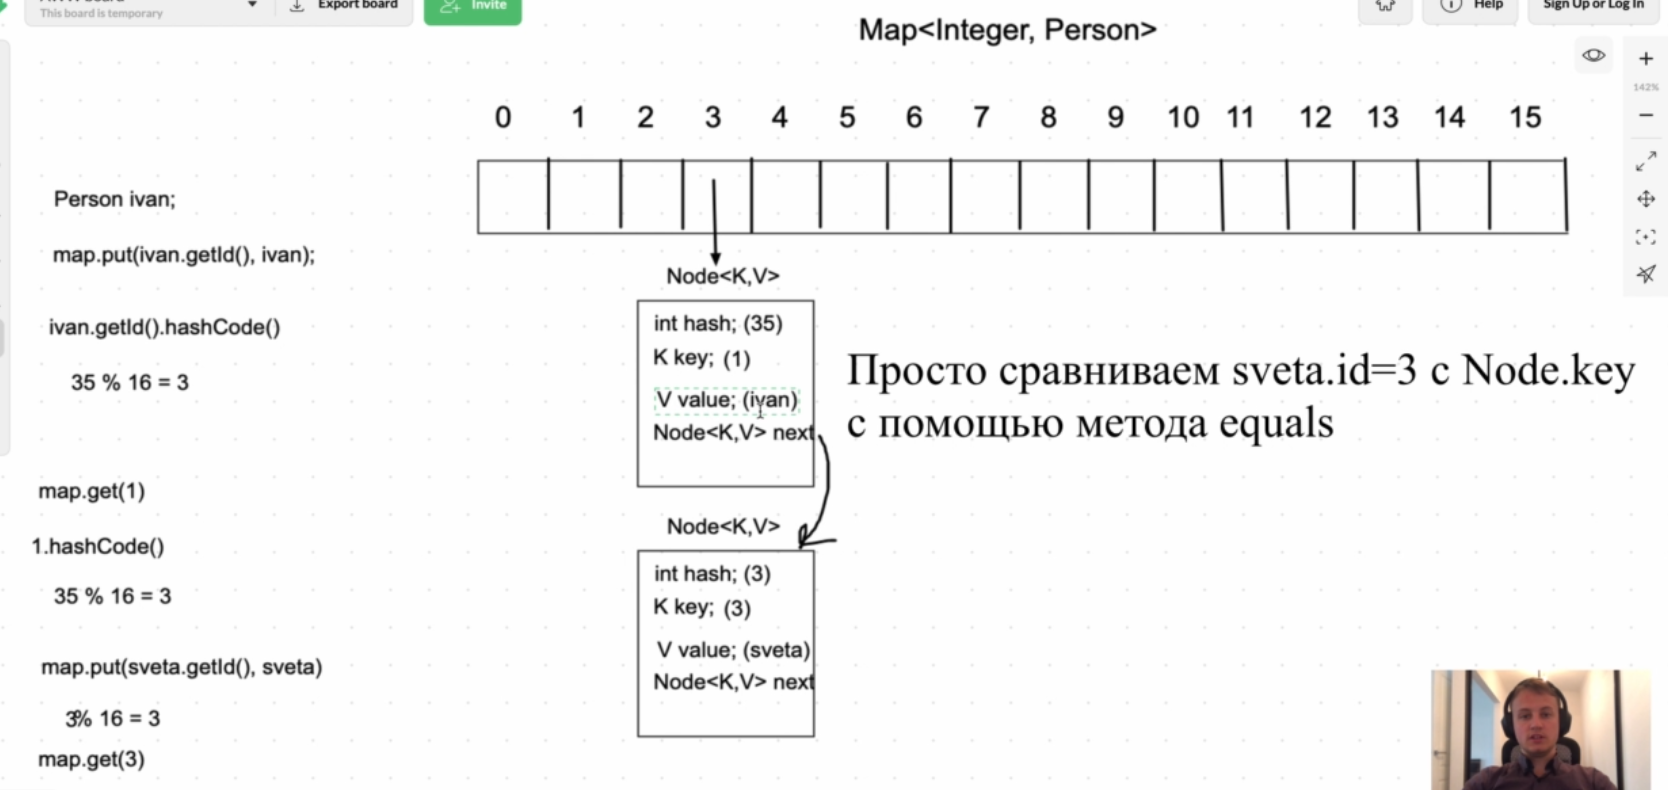 This board is temporary
Export board
Invite
Map<Integer, Person>
Help
Sign Up or Log In
142%
0 1 2 3 4 5 6 7 8 9 10 11 12 13 14 15
Person ivan;
map.put(ivan.getId(), ivan);
ivan.getId().hashCode()
35 % 16 = 3
map.get(1)
1.hashCode()
35 % 16 = 3
map.put(sveta.getId(), sveta)
3% 16 = 3
map.get(3)
Node<K,V>
int hash; (35)
K key; (1)
V value; (ivan)
Node<K,V> next
Node<K,V>
int hash; (3)
K key; (3)
V value; (sveta)
Node<K,V> next
Просто сравниваем sveta.id=3 с Node.key
с помощью метода equals